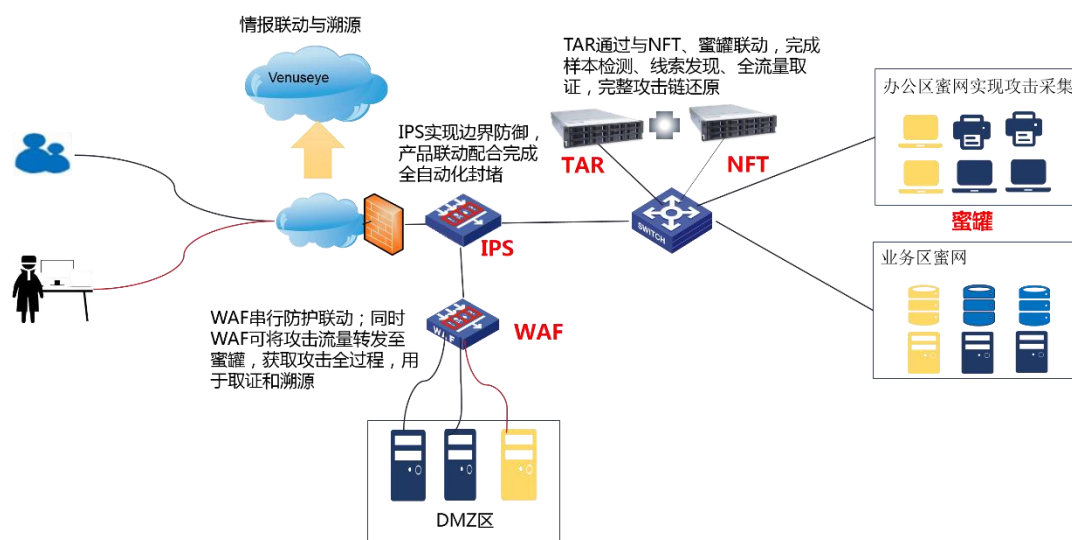 情报联动与溯源
Venuseye
TAR通过与NFT、蜜罐联动，完成
样本检测、线索发现、全流量取
证，完整攻击链还原
IPS实现边界防御，
产品联动配合完成
全自动化封堵
TAR
NFT
办公区蜜网实现攻击采集
蜜罐
IPS
SWITCH
业务区蜜网
WAF串行防护联动；同时
WAF可将攻击流量转发至
蜜罐，获取攻击全过程，用
于取证和溯源
WAF
DMZ区